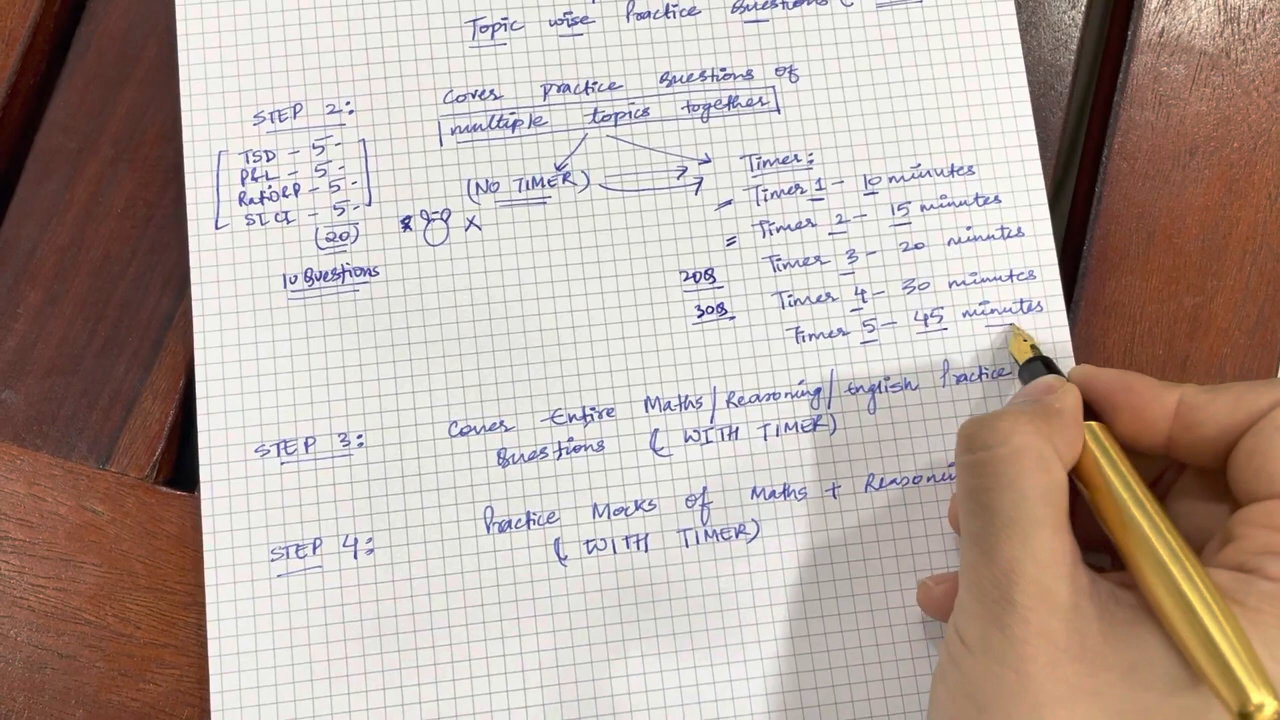 Topic wise Practice Questions (
STEP 2:
Cover practice questions of
multiple topics together
TSD - 5 -
P&L - 5 -
Ratio&P - 5 -
SI CI - 5 -
(20)
10 Questions
(NO TIMER)
x
Timer:
= Timer 1 - 10 minutes
= Timer 2 - 15 minutes
Timer 3 - 20 minutes
20Q Timer 4 - 30 minutes
30Q Timer 5 - 45 minutes
STEP 3:
Cover Entire Maths/Reasoning/English Practice
Questions (WITH TIMER)
STEP 4:
Practice Mocks of Maths + Reasoni
(WITH TIMER)